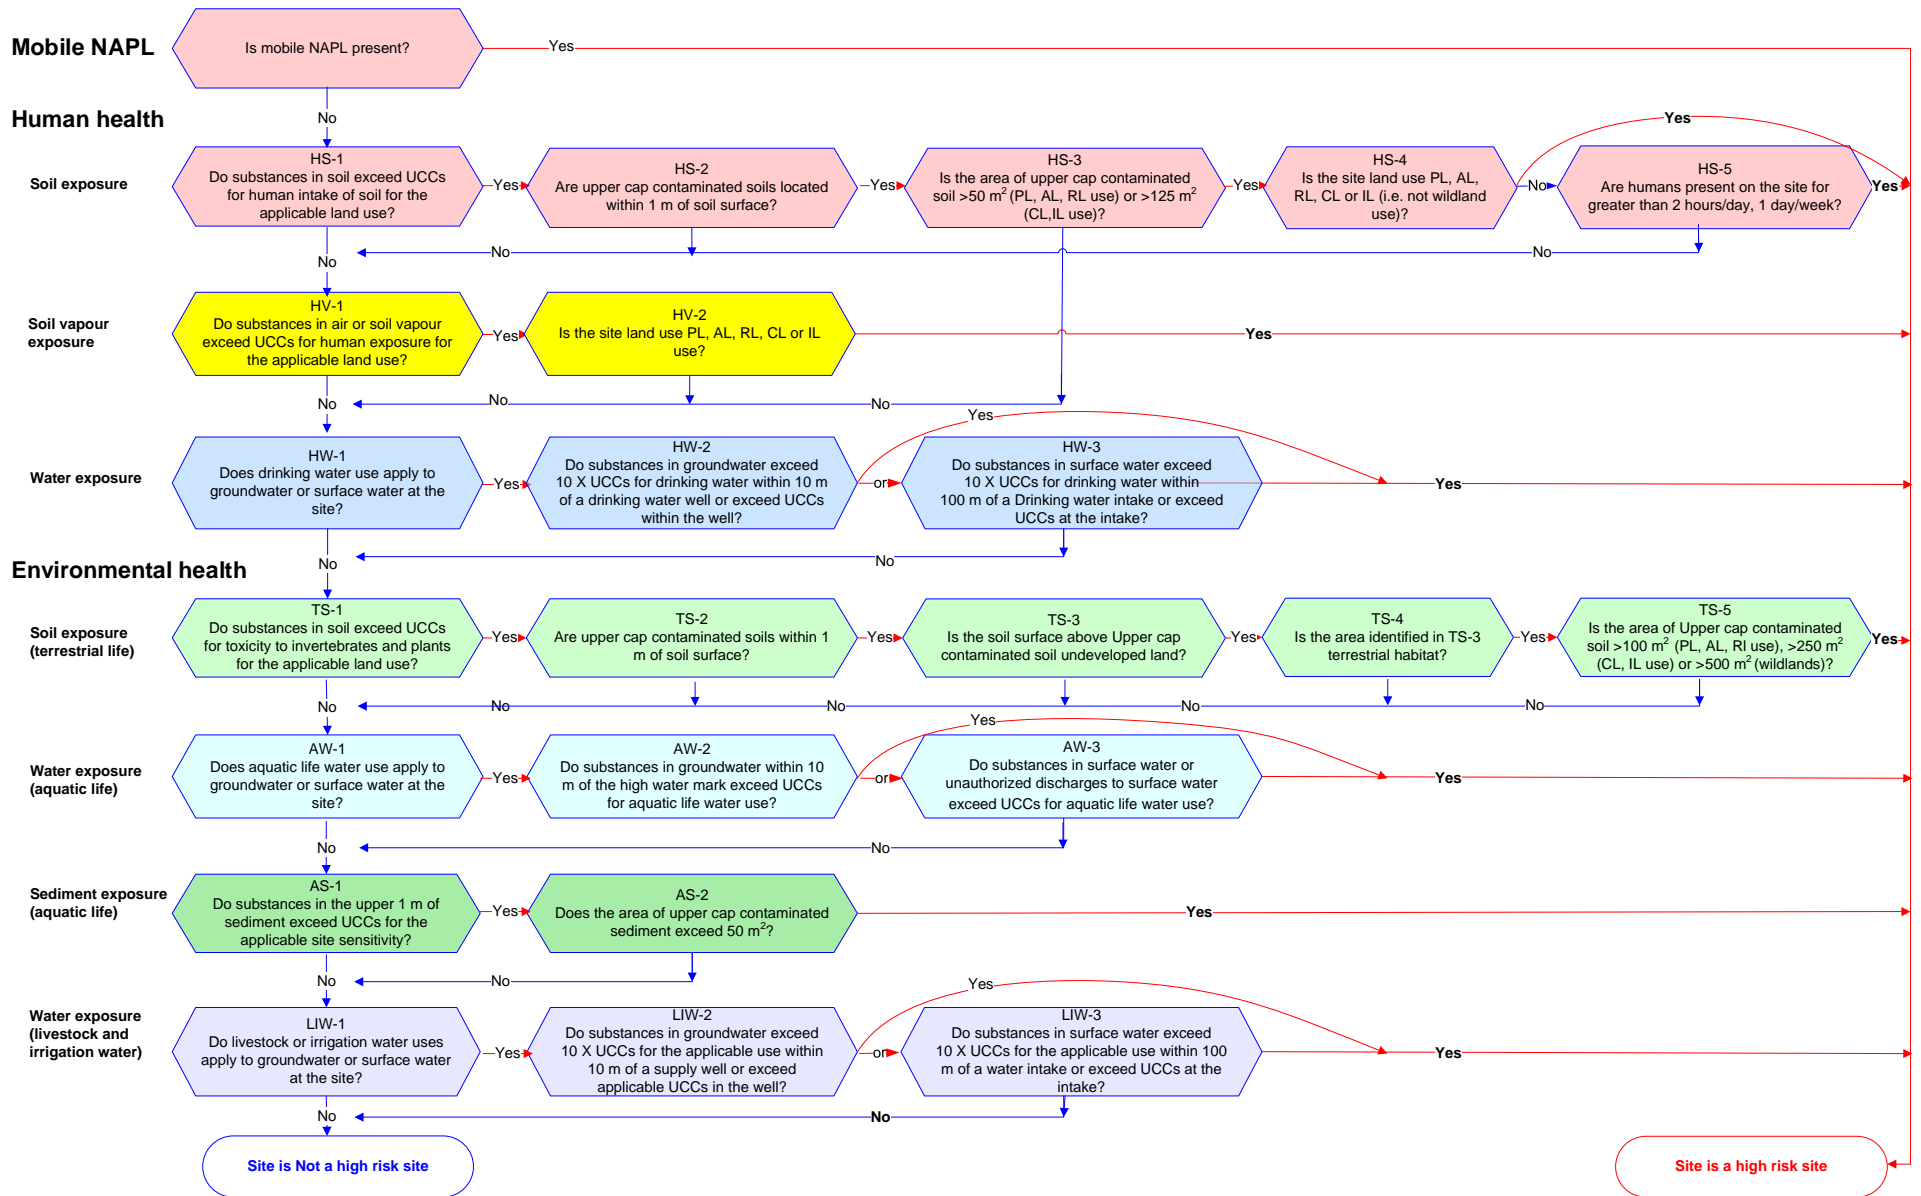 Mobile NAPL
Is mobile NAPL present?
Yes
No
Human health
Soil exposure
HS-1
Do substances in soil exceed UCCs
for human intake of soil for the
applicable land use?
Yes
HS-2
Are upper cap contaminated soils located
within 1 m of soil surface?
Yes
HS-3
Is the area of upper cap contaminated
soil >50 m² (PL, AL, RL use) or >125 m²
(CL,IL use)?
Yes
HS-4
Is the site land use PL, AL,
RL, CL or IL (i.e. not wildland
use)?
Yes
No
HS-5
Are humans present on the site for
greater than 2 hours/day, 1 day/week?
Yes
No
No
No
Soil vapour
exposure
HV-1
Do substances in air or soil vapour
exceed UCCs for human exposure for
the applicable land use?
Yes
HV-2
Is the site land use PL, AL, RL, CL or IL
use?
Yes
No
No
No
Water exposure
HW-1
Does drinking water use apply to
groundwater or surface water at the
site?
Yes
HW-2
Do substances in groundwater exceed
10 X UCCs for drinking water within 10 m
of a drinking water well or exceed UCCs
within the well?
Yes
or
HW-3
Do substances in surface water exceed
10 X UCCs for drinking water within
100 m of a Drinking water intake or exceed
UCCs at the intake?
Yes
No
No
Environmental health
Soil exposure
(terrestrial life)
TS-1
Do substances in soil exceed UCCs
for toxicity to invertebrates and plants
for the applicable land use?
Yes
TS-2
Are upper cap contaminated soils within 1
m of soil surface?
Yes
TS-3
Is the soil surface above Upper cap
contaminated soil undeveloped land?
Yes
TS-4
Is the area identified in TS-3
terrestrial habitat?
Yes
TS-5
Is the area of Upper cap contaminated
soil >100 m² (PL, AL, RI use), >250 m²
(CL, IL use) or >500 m² (wildlands)?
Yes
No
No
No
No
No
Water exposure
(aquatic life)
AW-1
Does aquatic life water use apply to
groundwater or surface water at the
site?
Yes
AW-2
Do substances in groundwater within 10
m of the high water mark exceed UCCs
for aquatic life water use?
Yes
or
AW-3
Do substances in surface water or
unauthorized discharges to surface water
exceed UCCs for aquatic life water use?
Yes
No
No
Sediment exposure
(aquatic life)
AS-1
Do substances in the upper 1 m of
sediment exceed UCCs for the
applicable site sensitivity?
Yes
AS-2
Does the area of upper cap contaminated
sediment exceed 50 m²?
Yes
No
No
Water exposure
(livestock and
irrigation water)
LIW-1
Do livestock or irrigation water uses
apply to groundwater or surface water
at the site?
Yes
LIW-2
Do substances in groundwater exceed
10 X UCCs for the applicable use within
10 m of a supply well or exceed
applicable UCCs in the well?
Yes
or
LIW-3
Do substances in surface water exceed
10 X UCCs for the applicable use within 100
m of a water intake or exceed UCCs at the
intake?
Yes
No
No
Site is Not a high risk site
Site is a high risk site